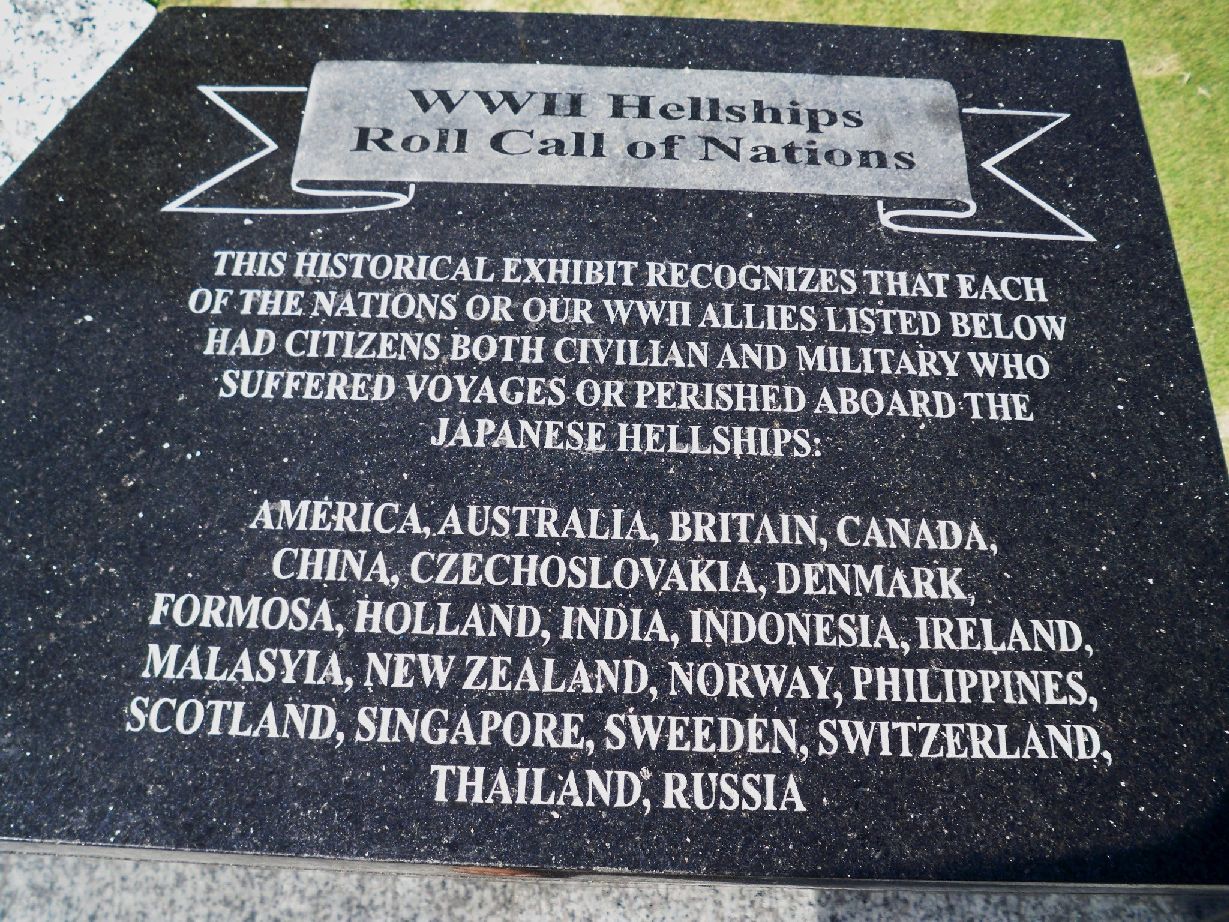 WWII Hellships
Roll Call of Nations
THIS HISTORICAL EXHIBIT RECOGNIZES THAT EACH
OF THE NATIONS OR OUR WWII ALLIES LISTED BELOW
HAD CITIZENS BOTH CIVILIAN AND MILITARY WHO
SUFFERED VOYAGES OR PERISHED ABOARD THE
JAPANESE HELLSHIPS:
AMERICA, AUSTRALIA, BRITAIN, CANADA,
CHINA, CZECHOSLOVAKIA, DENMARK,
FORMOSA, HOLLAND, INDIA, INDONESIA, IRELAND,
MALASYIA, NEW ZEALAND, NORWAY, PHILIPPINES,
SCOTLAND, SINGAPORE, SWEEDEN, SWITZERLAND,
THAILAND, RUSSIA